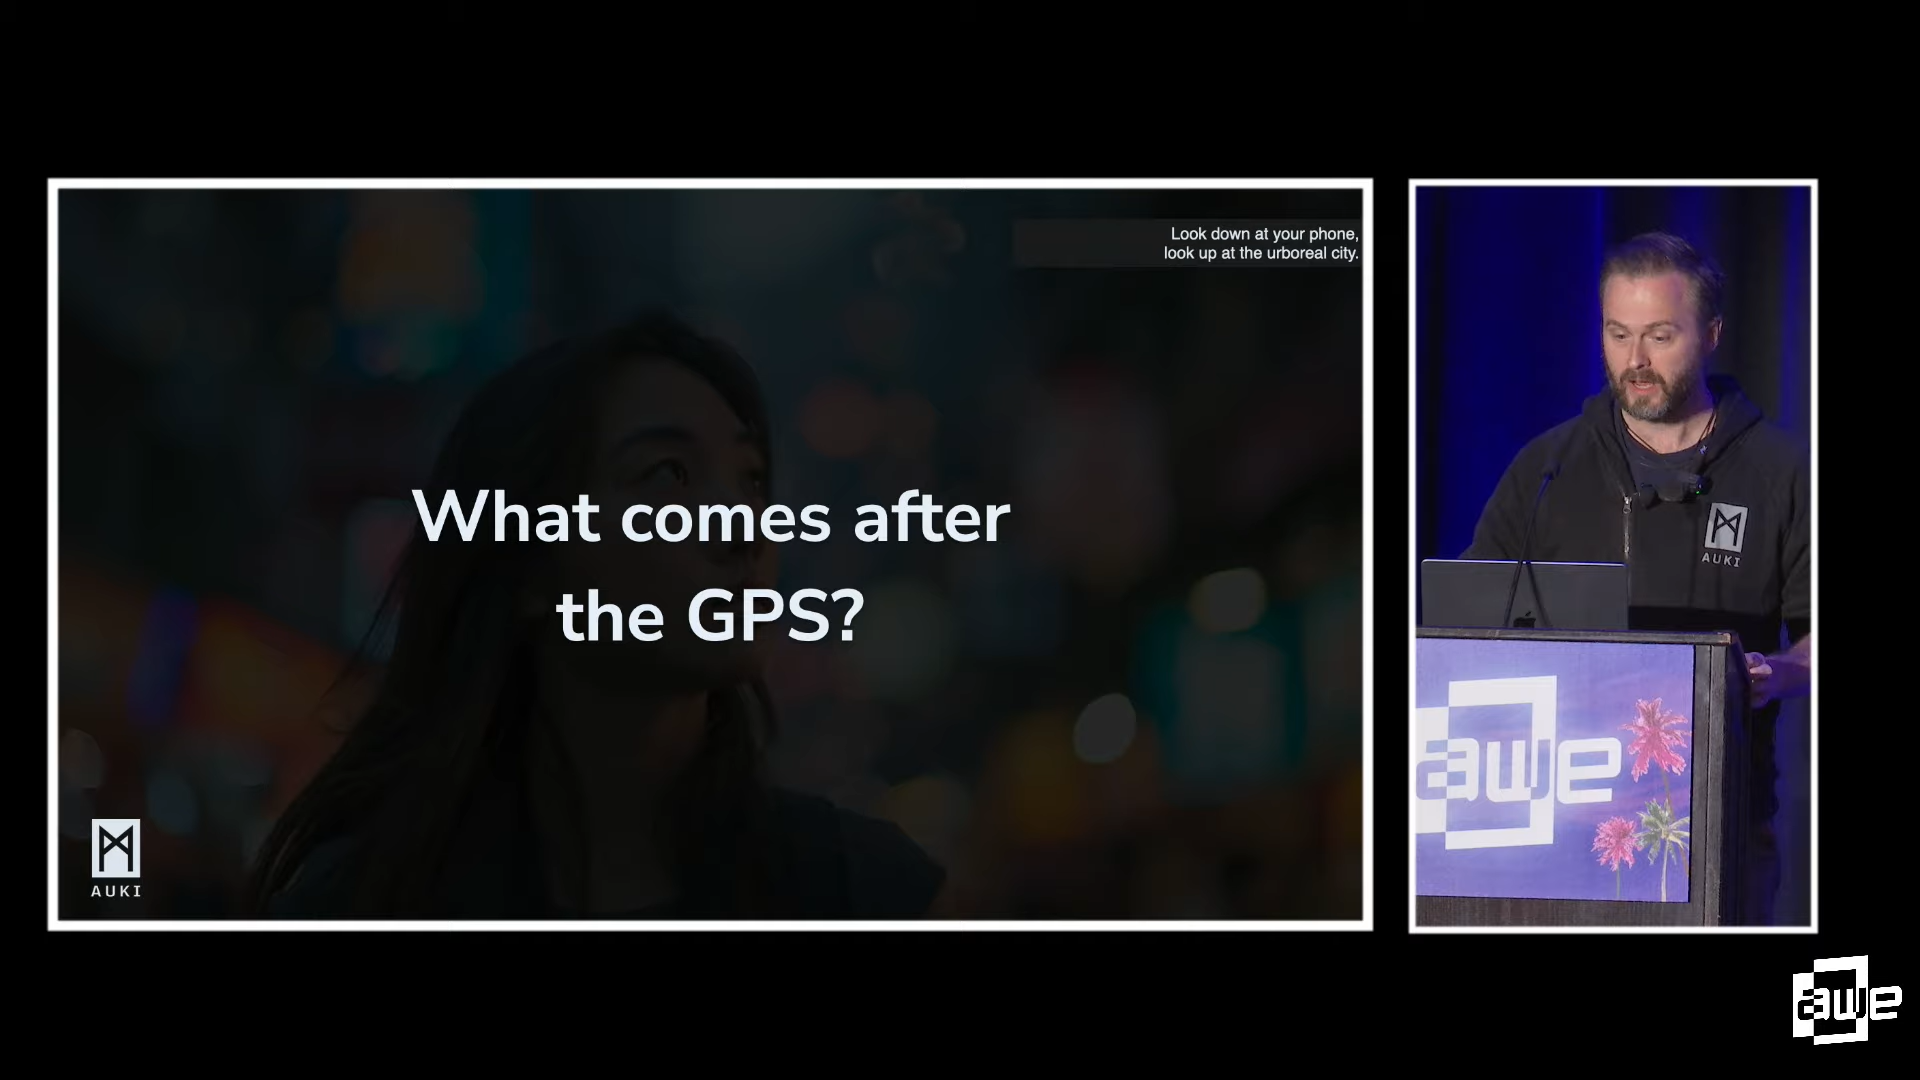 Look down at your phone,
look up at the urboreal city.
What comes after
the GPS?
AUKI
AUKI
awe
awe